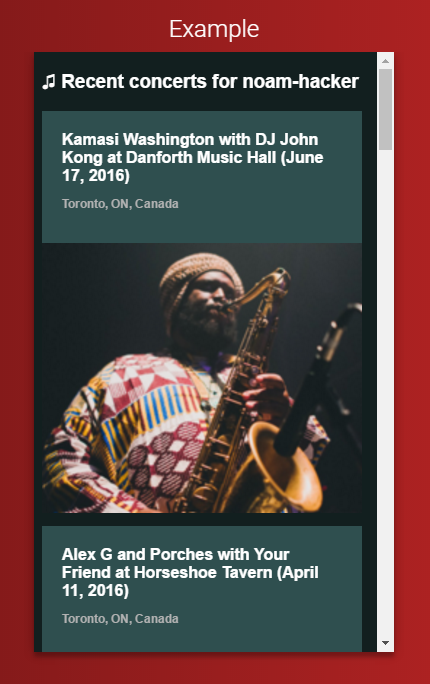 Example
♫ Recent concerts for noam-hacker
Kamasi Washington with DJ John
Kong at Danforth Music Hall (June
17, 2016)
Toronto, ON, Canada
Alex G and Porches with Your
Friend at Horseshoe Tavern (April
11, 2016)
Toronto, ON, Canada